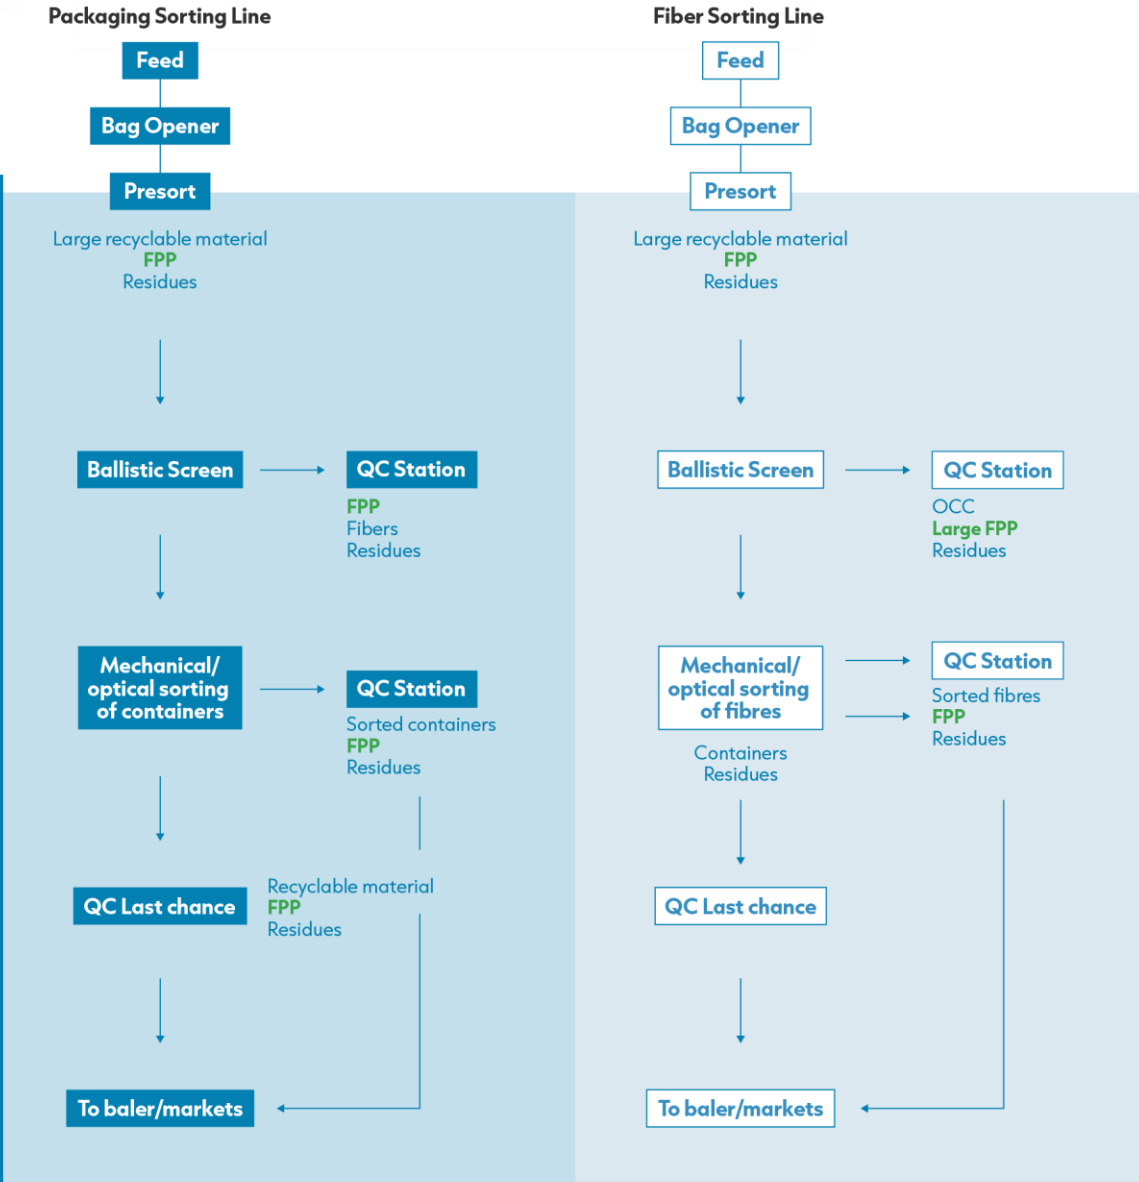 Packaging Sorting Line
Feed
Bag Opener
Presort
Large recyclable material
FPP
Residues
Ballistic Screen
QC Station
FPP
Fibers
Residues
Mechanical/
optical sorting
of containers
QC Station
Sorted containers
FPP
Residues
QC Last chance
Recyclable material
FPP
Residues
To baler/markets
Fiber Sorting Line
Feed
Bag Opener
Presort
Large recyclable material
FPP
Residues
Ballistic Screen
QC Station
OCC
Large FPP
Residues
Mechanical/
optical sorting
of fibres
QC Station
Sorted fibres
FPP
Residues
Containers
Residues
QC Last chance
To baler/markets